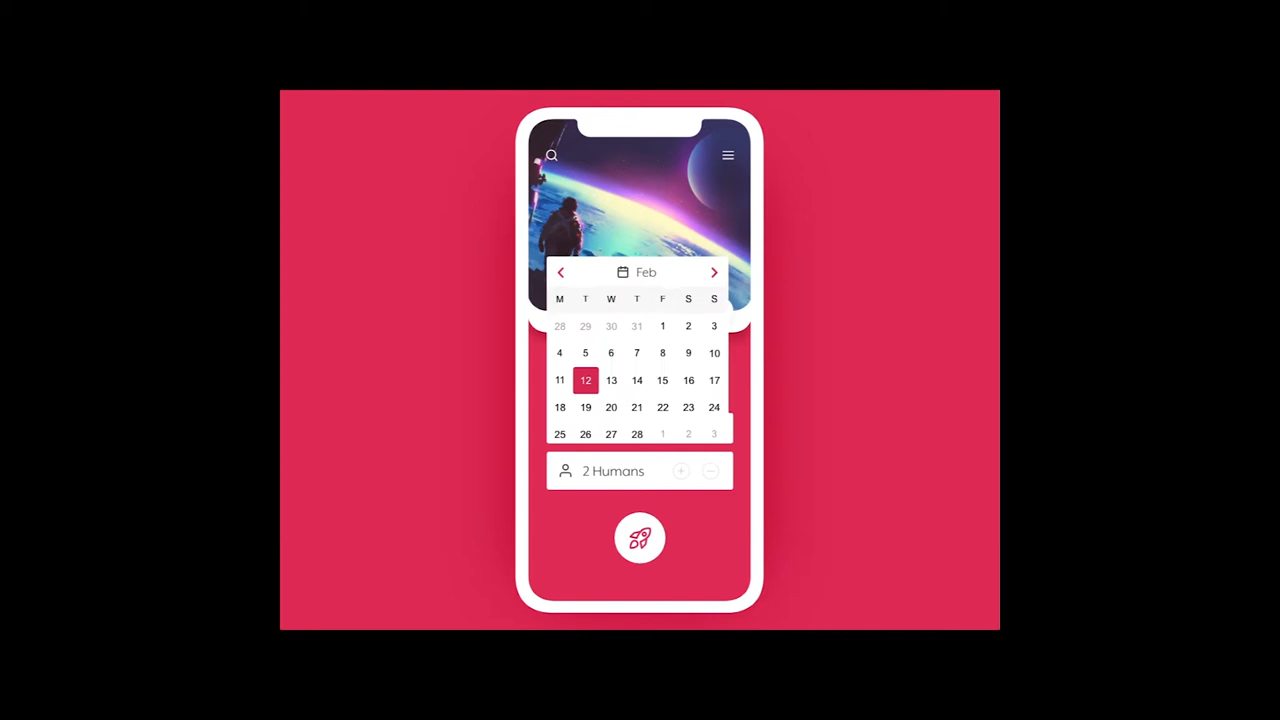 Feb
M T W T F S S
28 29 30 31 1 2 3
4 5 6 7 8 9 10
11 12 13 14 15 16 17
18 19 20 21 22 23 24
25 26 27 28 1 2 3
2 Humans